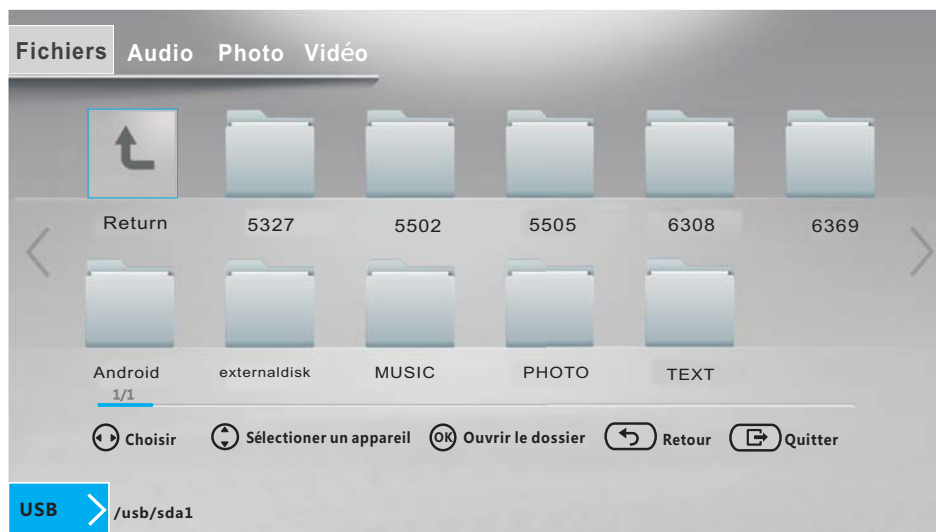 Fichiers Audio Photo Vidéo
Return 5327 5502 5505 6308 6369
Android externaldisk MUSIC PHOTO TEXT
1/1
Choisir Sélectioner un appareil OK Ouvrir le dossier Retour Quitter
USB /usb/sda1